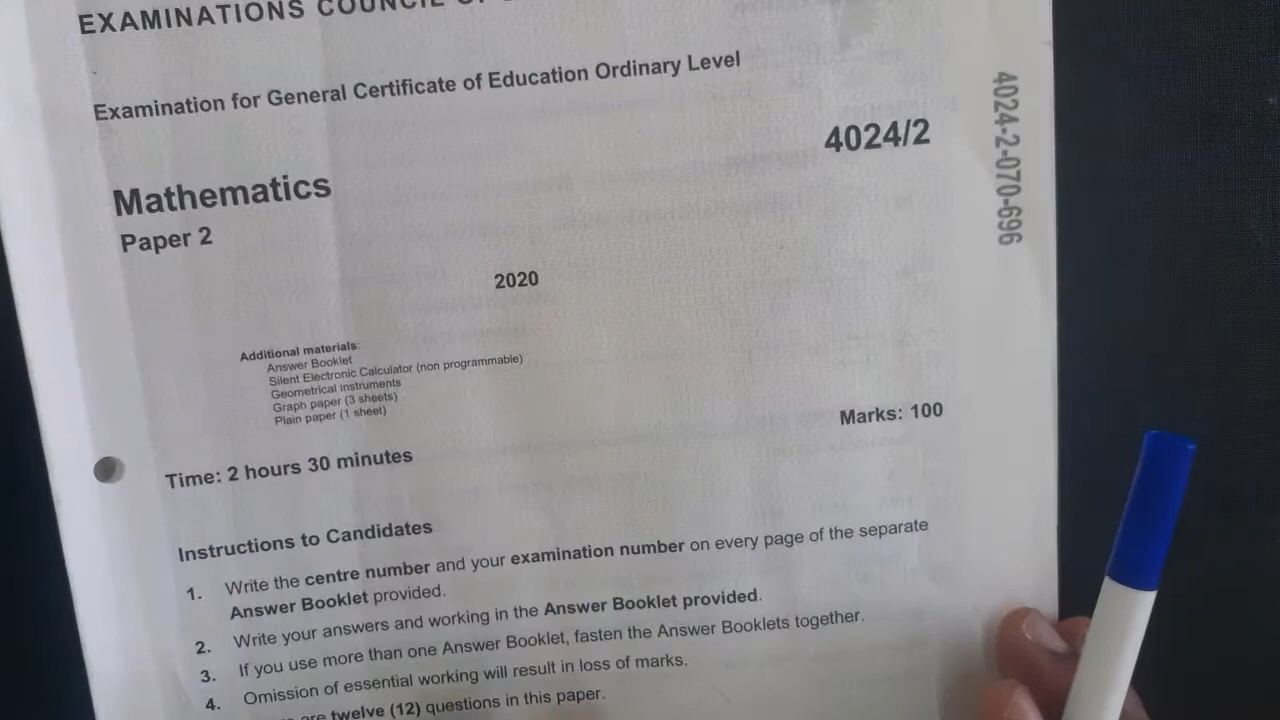 EXAMINATIONS COUNCIL
Examination for General Certificate of Education Ordinary Level
4024/2
Mathematics
Paper 2
2020
Additional materials:
Answer Booklet
Silent Electronic Calculator (non programmable)
Geometrical instruments
Graph paper (3 sheets)
Plain paper (1 sheet)
Marks: 100
Time: 2 hours 30 minutes
Instructions to Candidates
1. Write the centre number and your examination number on every page of the separate
Answer Booklet provided.
2. Write your answers and working in the Answer Booklet provided.
3. If you use more than one Answer Booklet, fasten the Answer Booklets together.
4. Omission of essential working will result in loss of marks.
are twelve (12) questions in this paper.
4024-2-070-696